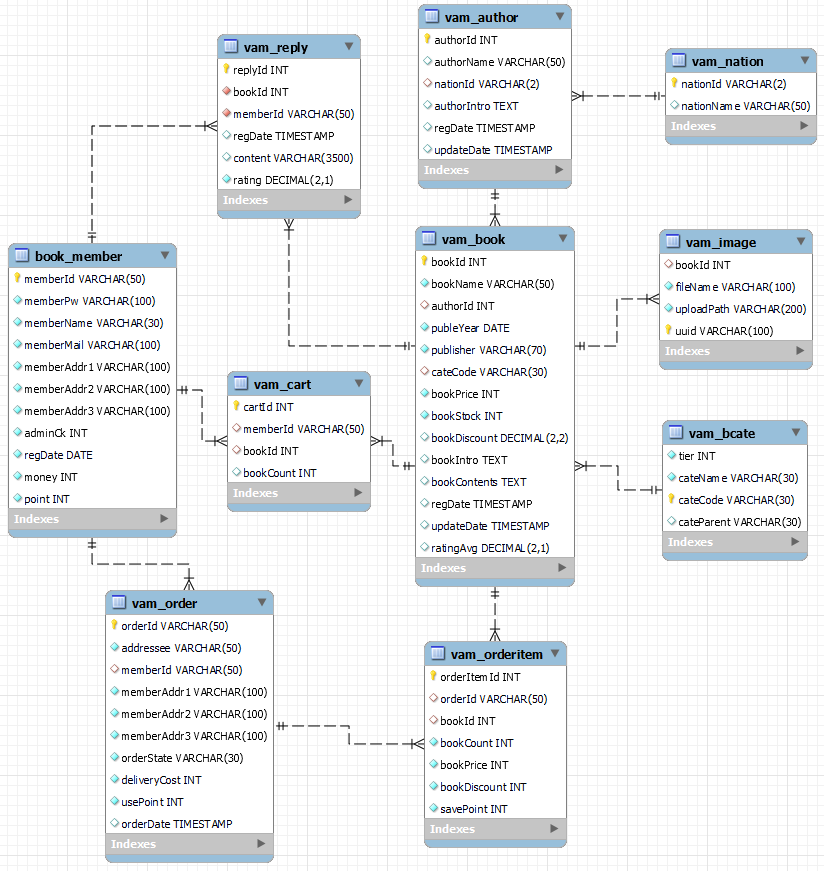 vam_reply
replyId INT
bookId INT
memberId VARCHAR(50)
regDate TIMESTAMP
content VARCHAR(3500)
rating DECIMAL(2,1)
Indexes
vam_author
authorId INT
authorName VARCHAR(50)
nationId VARCHAR(2)
authorIntro TEXT
regDate TIMESTAMP
updateDate TIMESTAMP
Indexes
vam_nation
nationId VARCHAR(2)
nationName VARCHAR(50)
Indexes
book_member
memberId VARCHAR(50)
memberPw VARCHAR(100)
memberName VARCHAR(30)
memberMail VARCHAR(100)
memberAddr1 VARCHAR(100)
memberAddr2 VARCHAR(100)
memberAddr3 VARCHAR(100)
adminCk INT
regDate DATE
money INT
point INT
Indexes
vam_cart
cartId INT
memberId VARCHAR(50)
bookId INT
bookCount INT
Indexes
vam_book
bookId INT
bookName VARCHAR(50)
authorId INT
publeYear DATE
publisher VARCHAR(70)
cateCode VARCHAR(30)
bookPrice INT
bookStock INT
bookDiscount DECIMAL(2,2)
bookIntro TEXT
bookContents TEXT
regDate TIMESTAMP
updateDate TIMESTAMP
ratingAvg DECIMAL(2,1)
Indexes
vam_image
bookId INT
fileName VARCHAR(100)
uploadPath VARCHAR(200)
uuid VARCHAR(100)
Indexes
vam_bcate
tier INT
cateName VARCHAR(30)
cateCode VARCHAR(30)
cateParent VARCHAR(30)
Indexes
vam_order
orderId VARCHAR(50)
addressee VARCHAR(50)
memberId VARCHAR(50)
memberAddr1 VARCHAR(100)
memberAddr2 VARCHAR(100)
memberAddr3 VARCHAR(100)
orderState VARCHAR(30)
deliveryCost INT
usePoint INT
orderDate TIMESTAMP
Indexes
vam_orderitem
orderItemId INT
orderId VARCHAR(50)
bookId INT
bookCount INT
bookPrice INT
bookDiscount INT
savePoint INT
Indexes